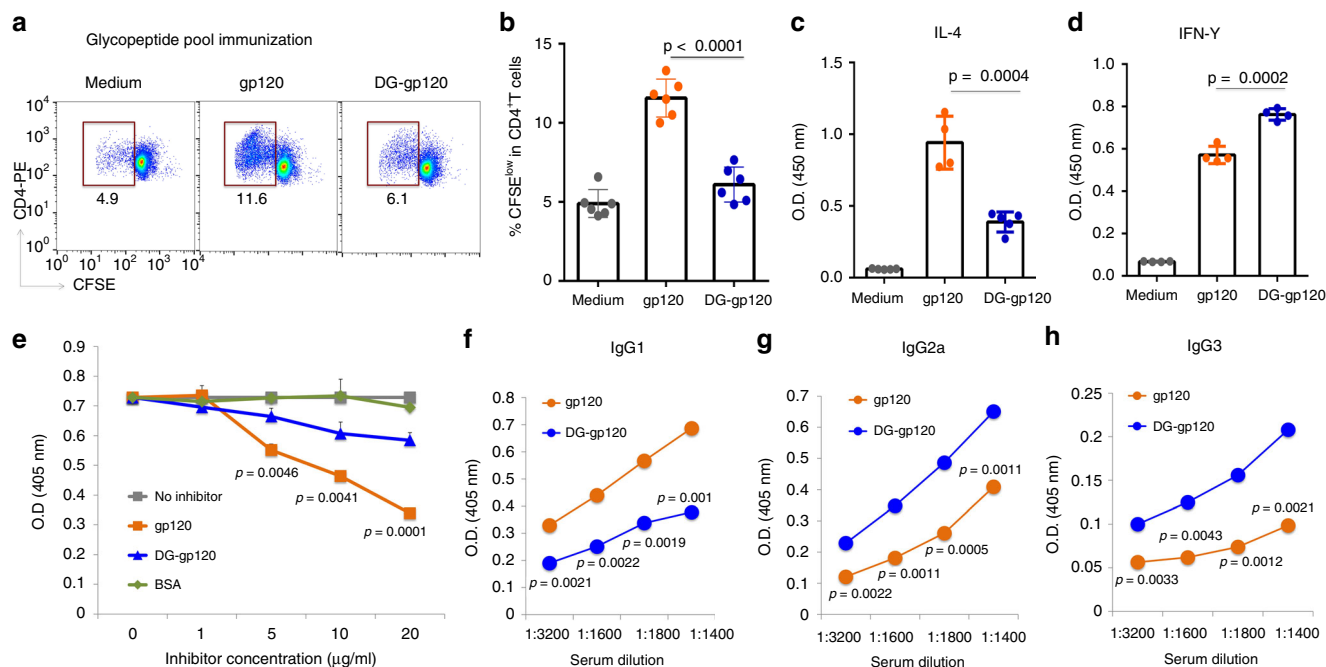 a
Glycopeptide pool immunization
Medium gp120 DG-gp120
10⁴
10³
10²
10¹
10⁰
CD4-PE
4.9 11.6 6.1
10⁰ 10¹ 10² 10³ 10⁴ 10⁰ 10¹ 10² 10³ 10⁴ 10⁰ 10¹ 10² 10³ 10⁴
CFSE
b
p < 0.0001
15
10
5
0
% CFSElow in CD4+T cells
Medium gp120 DG-gp120
c
IL-4
p = 0.0004
1.5
1.0
0.5
0.0
O.D. (450 nm)
Medium gp120 DG-gp120
d
IFN-Y
p = 0.0002
1.0
0.8
0.6
0.4
0.2
0.0
O.D. (450 nm)
Medium gp120 DG-gp120
e
0.9
0.8
0.7
0.6
0.5
0.4
0.3
0.2
0.1
0
O.D (405 nm)
p = 0.0046
p = 0.0041
p = 0.0001
No inhibitor
gp120
DG-gp120
BSA
0 1 5 10 20
Inhibitor concentration (μg/ml)
f
IgG1
0.8
0.7
0.6
0.5
0.4
0.3
0.2
0.1
0
O.D. (405 nm)
gp120
DG-gp120
p = 0.001
p = 0.0019
p = 0.0022
p = 0.0021
1:3200 1:1600 1:1800 1:1400
Serum dilution
g
IgG2a
0.7
0.6
0.5
0.4
0.3
0.2
0.1
0
O.D. (405 nm)
gp120
DG-gp120
p = 0.0011
p = 0.0005
p = 0.0011
p = 0.0022
1:3200 1:1600 1:1800 1:1400
Serum dilution
h
IgG3
0.25
0.2
0.15
0.1
0.05
0
O.D. (405 nm)
gp120
DG-gp120
p = 0.0021
p = 0.0043
p = 0.0012
p = 0.0033
1:3200 1:1600 1:1800 1:1400
Serum dilution